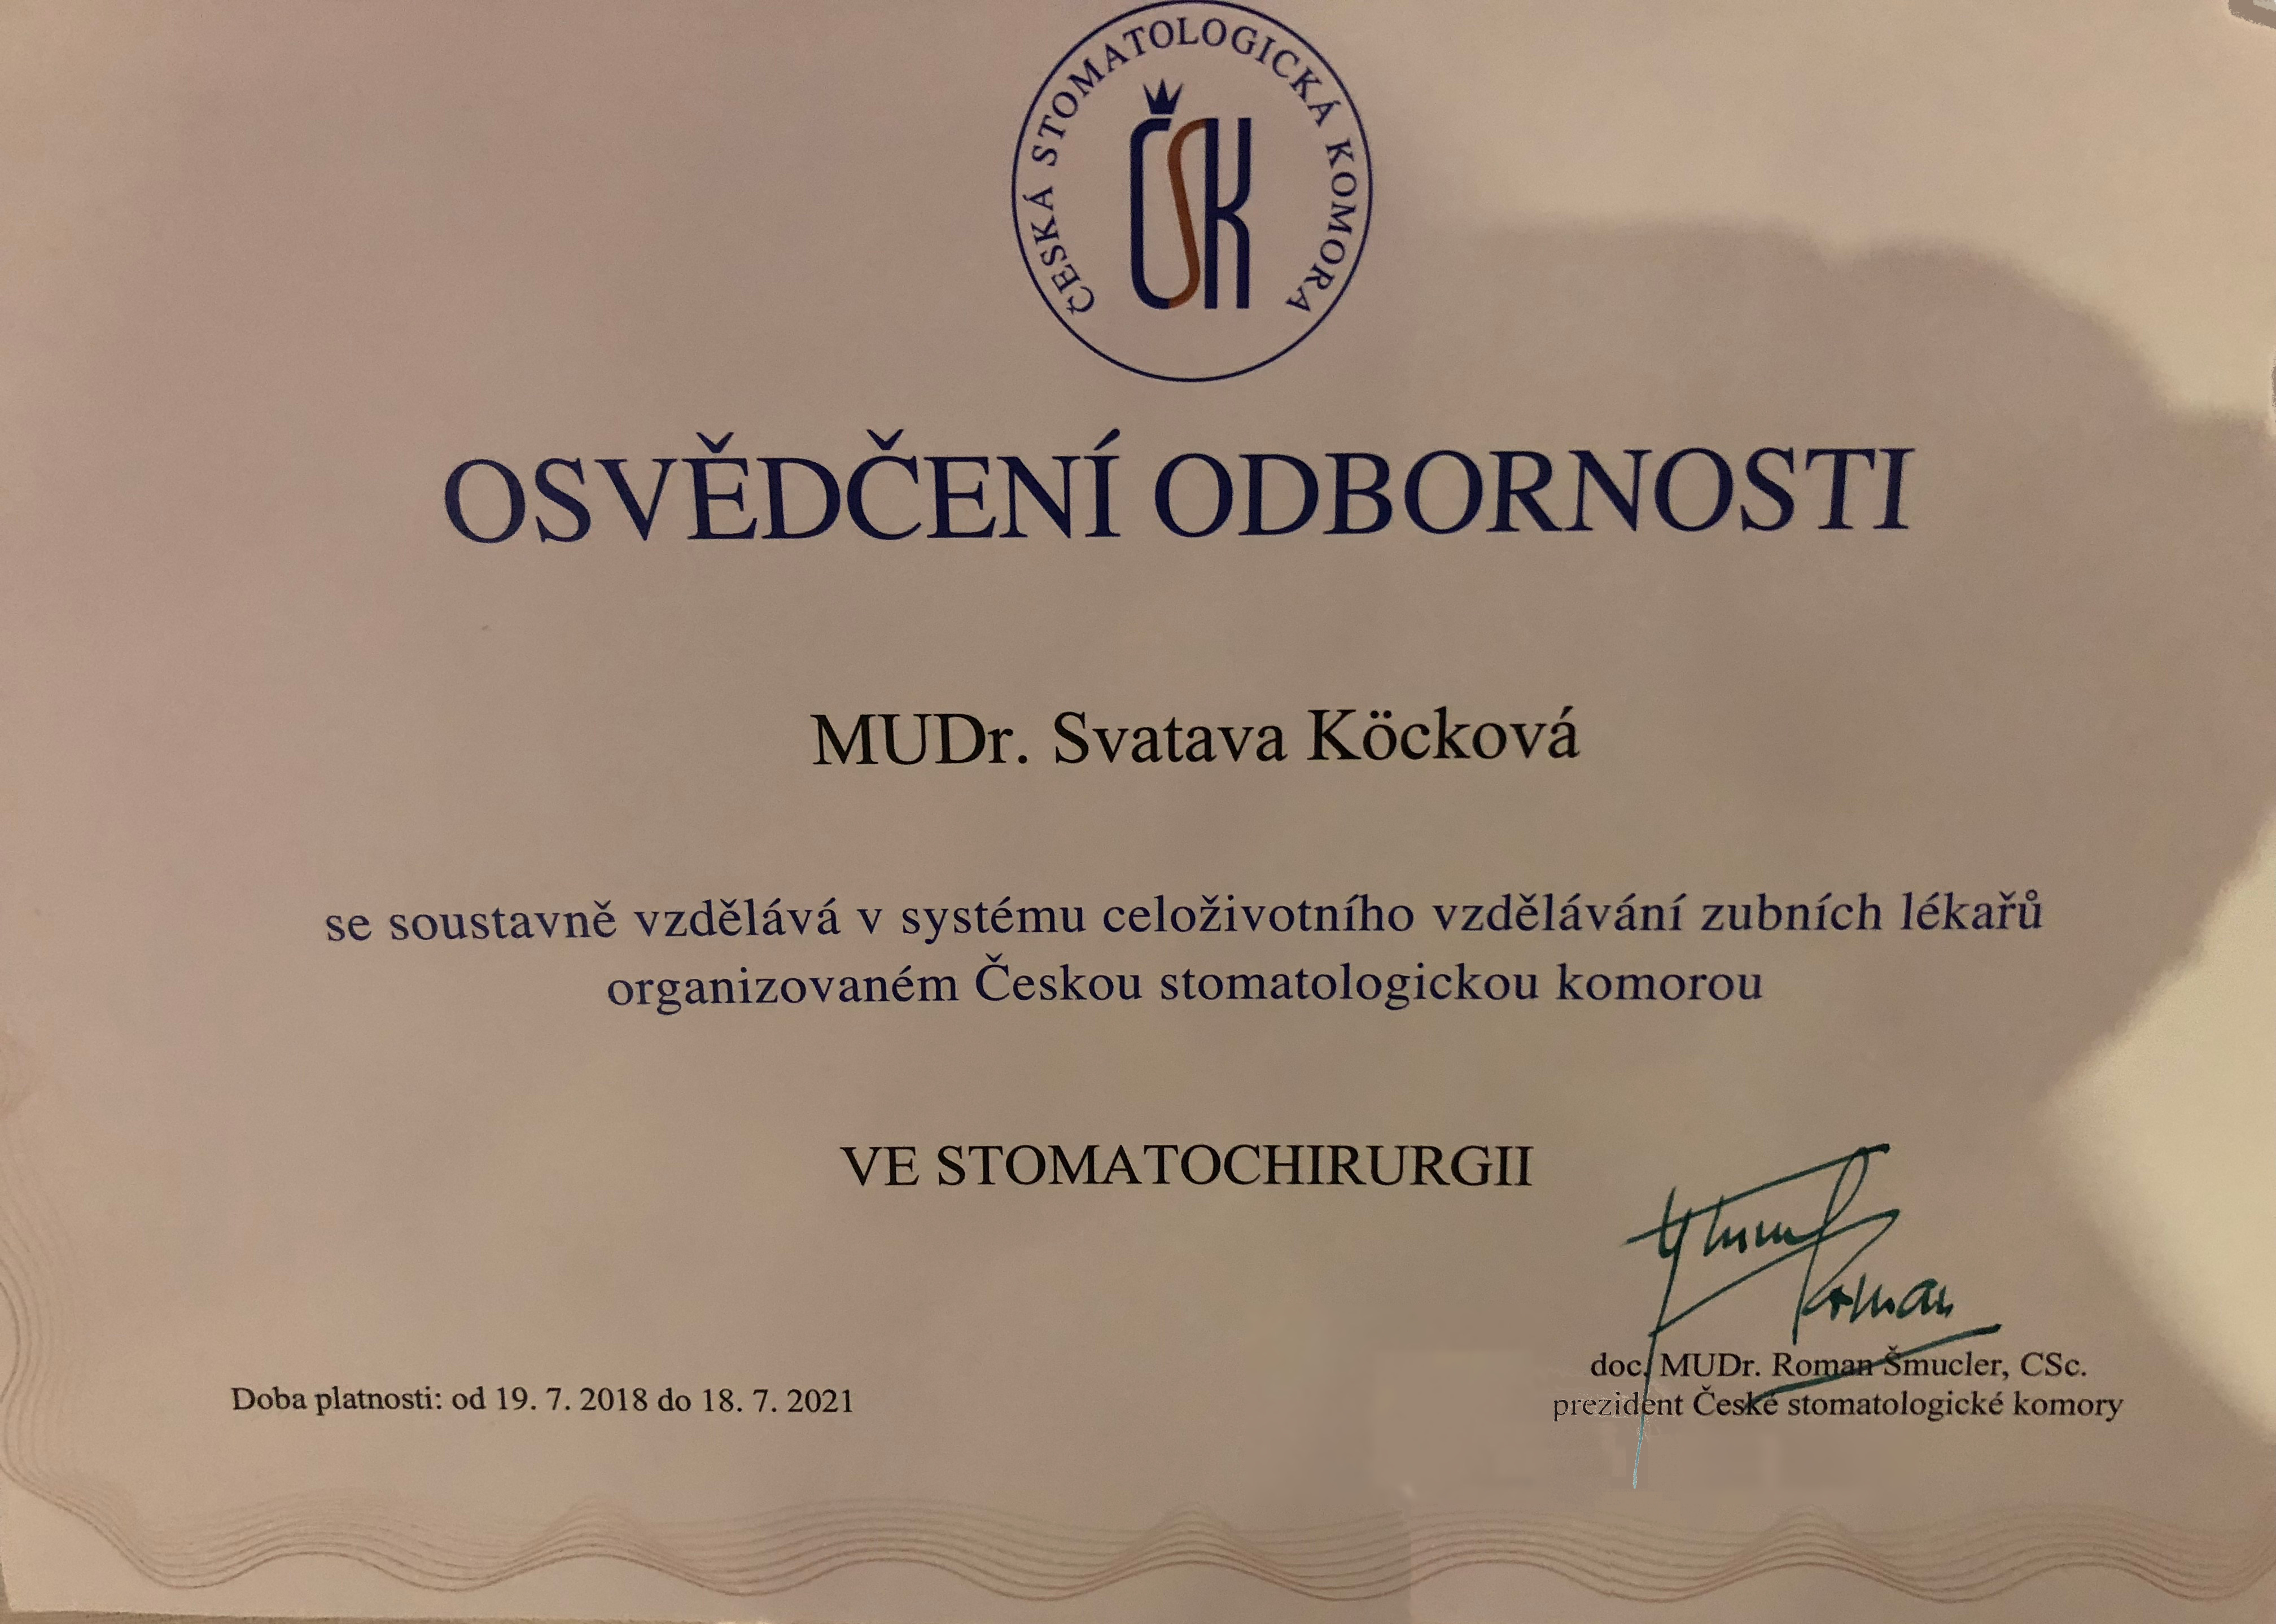 ČESKÁ STOMATOLOGICKÁ KOMORA
ČSK
OSVĚDČENÍ ODBORNOSTI
MUDr. Svatava Köcková
se soustavně vzdělává v systému celoživotního vzdělávání zubních lékařů
organizovaném Českou stomatologickou komorou
VE STOMATOCHIRURGII
Roman
doc. MUDr. Roman Šmucler, CSc.
Doba platnosti: od 19. 7. 2018 do 18. 7. 2021
prezident České stomatologické komory